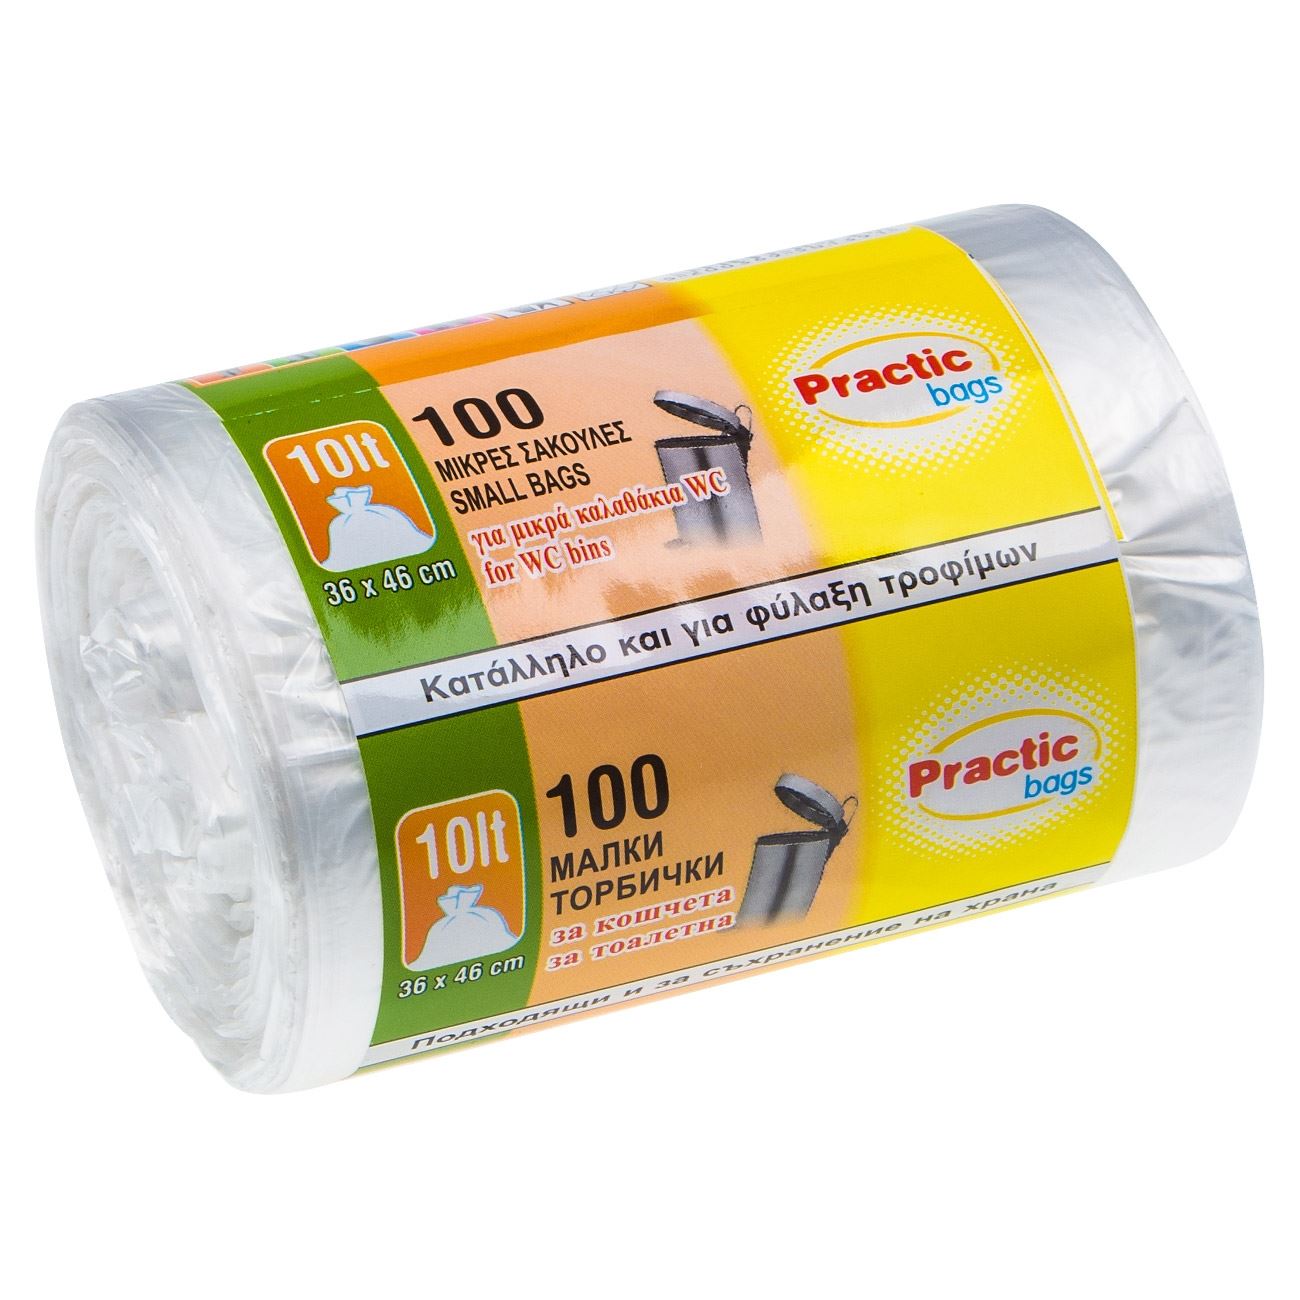 10lt
36 x 46 cm
100
ΜΙΚΡΕΣ ΣΑΚΟΥΛΕΣ
SMALL BAGS
για μικρά καλαθάκια WC
for WC bins
Practic
bags
Κατάλληλο και για φύλαξη τροφίμων
10lt
36 x 46 cm
100
МАЛКИ
ТОРБИЧКИ
за кошчета
за тоалетна
Practic
bags
Подходящи и за съхранение на храна